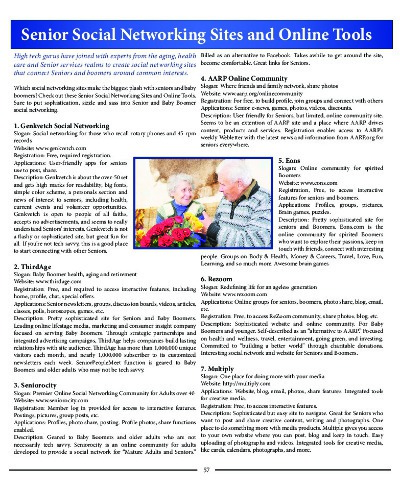 Senior Social Networking Sites and Online Tools
High tech gurus have joined with experts from the aging, health
care and Senior services realms to create social networking sites
that connect Seniors and boomers around common interests.
Which social networking sites make the biggest splash with seniors and baby
boomers? Check out these Senior Social Networking Sites and Online Tools.
Sure to put sophistication, sizzle and sass into Senior and Baby Boomer
social networking.
1. Genkvetch Social Networking
Slogan: Social networking for those who recall rotary phones and 45 rpm
records
Website: www.genkvetch.com
Registration: Free, required registration.
Applications: User-friendly apps for seniors
use to post, share.
Description: Genkvetch is about the over 50 set
and gets high marks for readability, big fonts,
simple color scheme, a personals section and
news of interest to seniors, including health,
current events and volunteer opportunities.
Genkvetch is open to people of all faiths,
accepts no advertisements, and seems to really
understand Seniors' interests. Genkvetch is not
a flashy or sophisticated site, but great fun for
all. If you're not tech savvy, this is a good place
to start connecting with other Seniors.
2. ThirdAge
Slogan: Baby Boomer health, aging and retirement
Website: www.thirdage.com
Registration: Free, and required to access interactive features, including
home, profile, chat, special offers.
Applications: Senior newsletters, groups, discussion boards, videos, articles,
classes, polls, horoscopes, games, etc.
Description: Pretty sophisticated site for Seniors and Baby Boomers.
Leading online lifestage media, marketing and consumer insight company
focused on serving Baby Boomers. Through strategic partnerships and
integrated advertising campaigns, ThirdAge helps companies build lasting
relationships with site audience. ThirdAge has more than 1,000,000 unique
visitors each month, and nearly 1,000,000 subscriber to its customized
newsletters each week. SeniorPeopleMeet function is geared to Baby
Boomers and older adults who may not be tech savvy.
3. Seniorocity
Slogan: Premier Online Social Networking Community for Adults over 40
Website: www.seniorocity.com
Registration: Member log in provided for access to interactive features.
Postings, pictures, group posts, etc.
Applications: Profiles, photo share, posting. Profile photos, share functions
enabled.
Description: Geared to Baby Boomers and older adults who are not
necessarily tech savvy. Seniorocity is an online community for adults
developed to provide a social network for "Mature Adults and Seniors."
Billed as an alternative to Facebook. Takes awhile to get around the site,
become comfortable. Great links for Seniors.
4. AARP Online Community
Slogan: Where friends and family network, share photos
Website: www.aarp.org/onlinecommunity
Registration: For free, to build profile, join groups and connect with others
Applications: Senior e-news, games, photos, videos, discounts.
Description: User friendly for Seniors, but limited, online community site.
Seems to be an extension of AARP site and a place where AARP drives
content, products and services. Registration enables access to AARP's
weekly Webletter with the latest news and information from AARP.org for
seniors everywhere.
5. Eons
Slogan: Online community for spirited
Boomers.
Website: www.eons.com
Registration: Free, to access interactive
features for seniors and boomers.
Applications: Profiles, groups, pictures,
Brain games, puzzles.
Description: Pretty sophisticated site for
seniors and Boomers. Eons.com is the
online community for spirited Boomers
who want to explore their passions, keep in
touch with friends, connect with interesting
people. Groups on Body & Health, Money & Careers, Travel, Love, Fun,
Learning, and so much more. Awesome brain games.
6. Rezoom
Slogan: Redefining life for an ageless generation
Website: www.rezoom.com
Applications: Online groups for seniors, boomers, photo share, blog, email,
etc.
Registration: Free, to access ReZoom community, share photos, blog, etc.
Description: Sophisticated website and online community. For Baby
Boomers and younger. Self-described as an "alternative to AARP." Focused
on health and wellness, travel, entertainment, going green, and investing.
Committed to "building a better world" through charitable donations.
Interesting social network and website for Seniors and Boomers.
7. Multiply
Slogan: One place for doing more with your media
Website: http://multiply.com
Applications: Website, blog, email, photos, share features. Integrated tools
for creative media.
Registration: Free, to access interactive features.
Description: Sophisticated but easy site to navigate. Great for Seniors who
want to post and share creative content, writing and photographs. One
place to do something more with media products. Multiple gives you access
to your own website where you can post, blog and keep in touch. Easy
uploading of photographs and videos. Integrated tools for creative media,
like cards, calendars, photographs, and more.
57